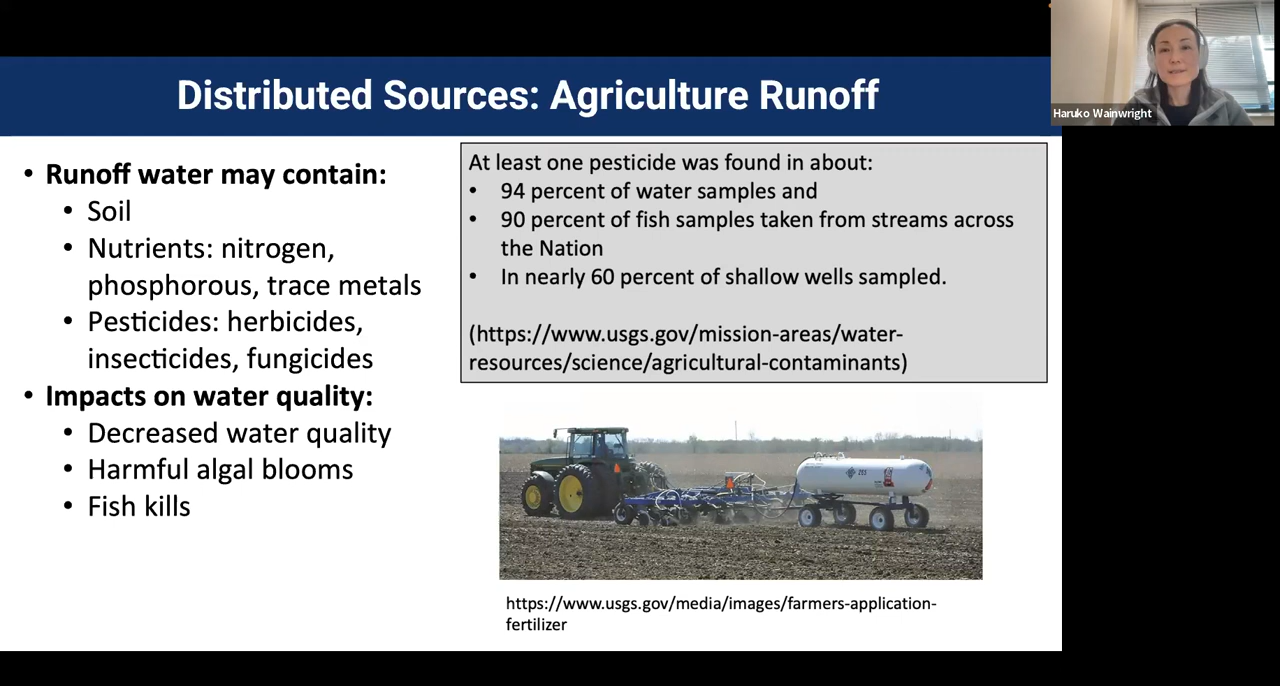 Distributed Sources: Agriculture Runoff
Haruko Wainwright
• Runoff water may contain:
• Soil
• Nutrients: nitrogen,
phosphorous, trace metals
• Pesticides: herbicides,
insecticides, fungicides
• Impacts on water quality:
• Decreased water quality
• Harmful algal blooms
• Fish kills
At least one pesticide was found in about:
• 94 percent of water samples and
• 90 percent of fish samples taken from streams across
the Nation
• In nearly 60 percent of shallow wells sampled.
(https://www.usgs.gov/mission-areas/water-
resources/science/agricultural-contaminants)
https://www.usgs.gov/media/images/farmers-application-
fertilizer